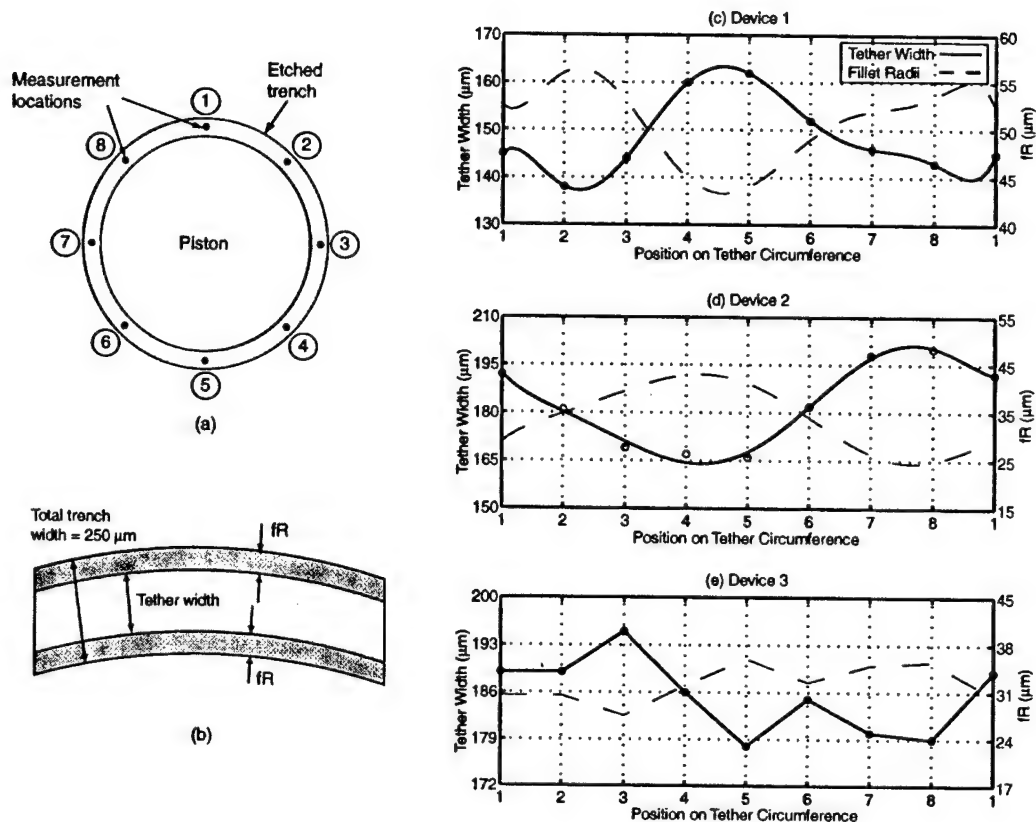 Measurement locations
Etched trench
1
2
3
4
5
6
7
8
Piston
(a)
Total trench width = 250 µm
fR
Tether width
fR
(b)
(c) Device 1
Tether Width
Fillet Radii
Tether Width (µm)
170
160
150
140
130
fR (µm)
60
55
50
45
40
1 2 3 4 5 6 7 8 1
Position on Tether Circumference
(d) Device 2
Tether Width (µm)
210
195
180
165
150
fR (µm)
55
45
35
25
15
1 2 3 4 5 6 7 8 1
Position on Tether Circumference
(e) Device 3
Tether Width (µm)
200
193
186
179
172
fR (µm)
45
38
31
24
17
1 2 3 4 5 6 7 8 1
Position on Tether Circumference